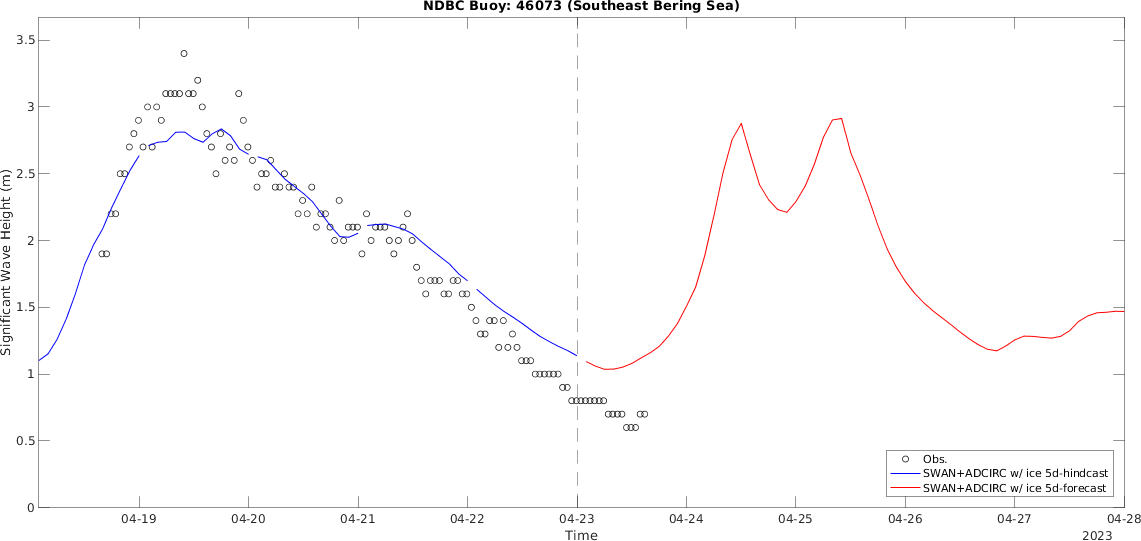 NDBC Buoy: 46073 (Southeast Bering Sea)
3.5
3
2.5
2
1.5
1
0.5
0
Significant Wave Height (m)
Obs.
SWAN+ADCIRC w/ ice 5d-hindcast
SWAN+ADCIRC w/ ice 5d-forecast
04-19 04-20 04-21 04-22 04-23 04-24 04-25 04-26 04-27 04-28
Time
2023